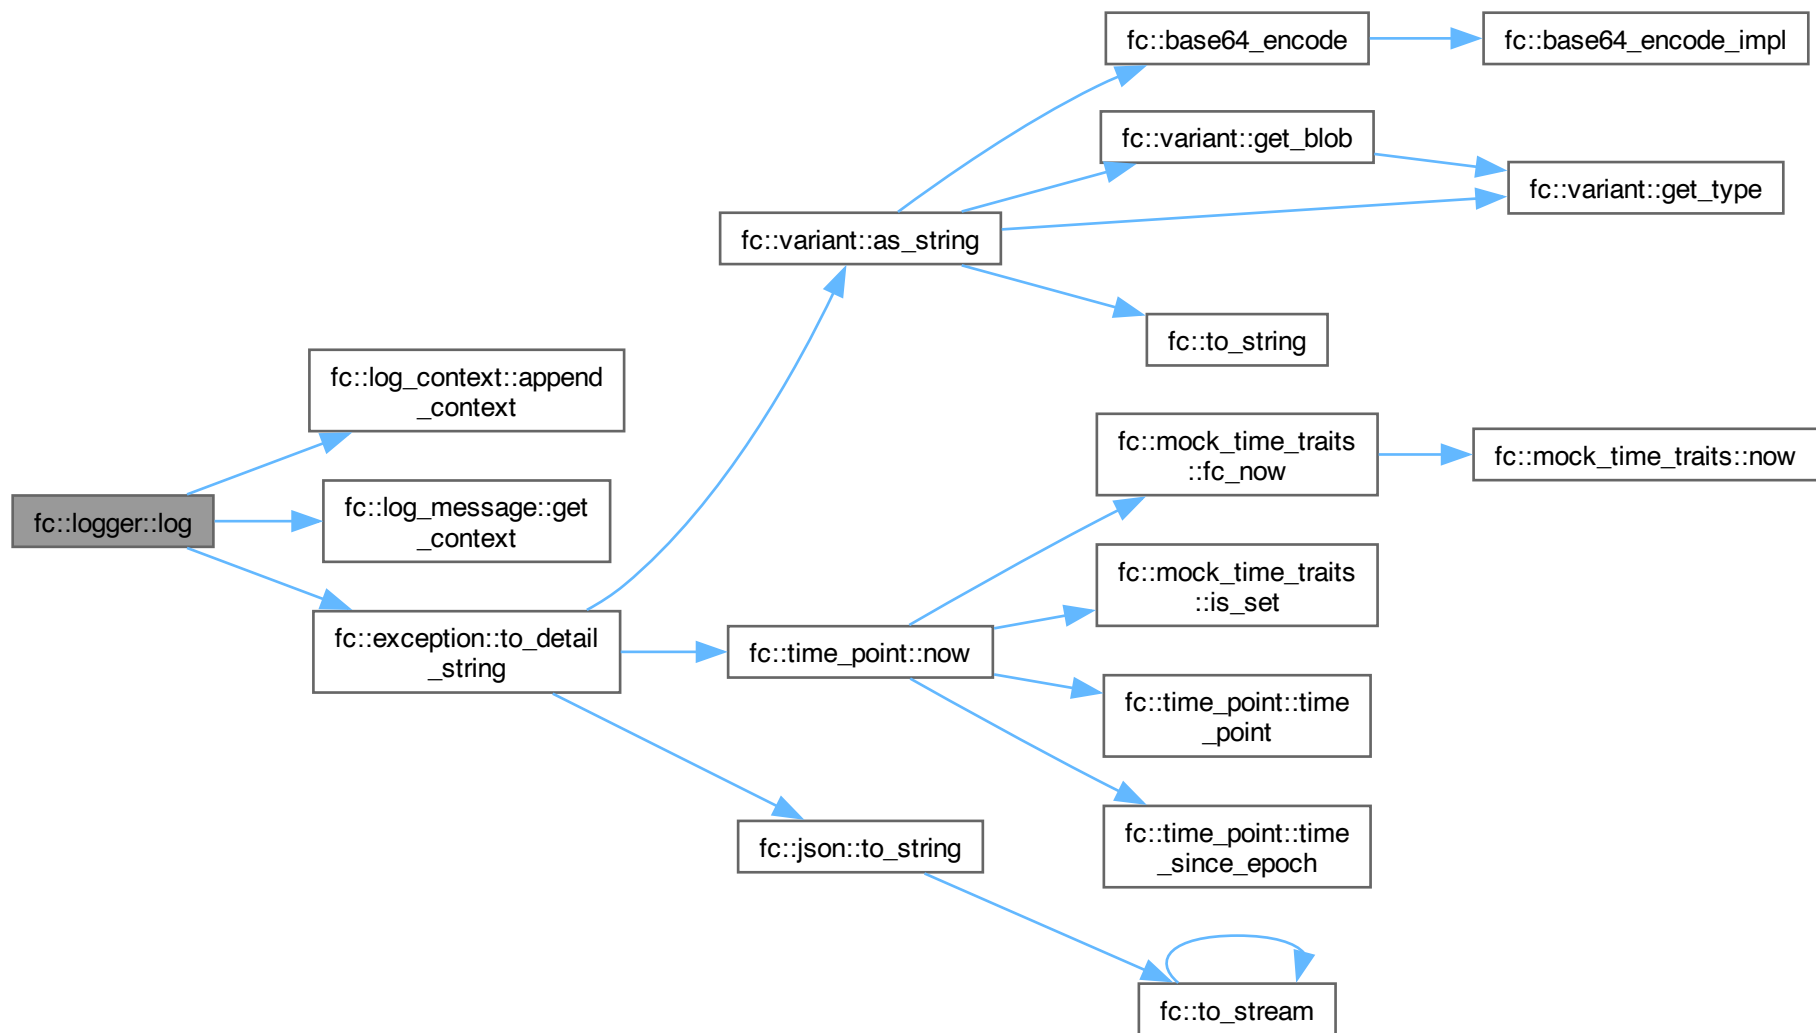 fc::base64_encode
fc::base64_encode_impl
fc::variant::get_blob
fc::variant::get_type
fc::variant::as_string
fc::to_string
fc::log_context::append
_context
fc::mock_time_traits
::fc_now
fc::mock_time_traits::now
fc::logger::log
fc::log_message::get
_context
fc::mock_time_traits
::is_set
fc::exception::to_detail
_string
fc::time_point::now
fc::time_point::time
_point
fc::json::to_string
fc::time_point::time
_since_epoch
fc::to_stream